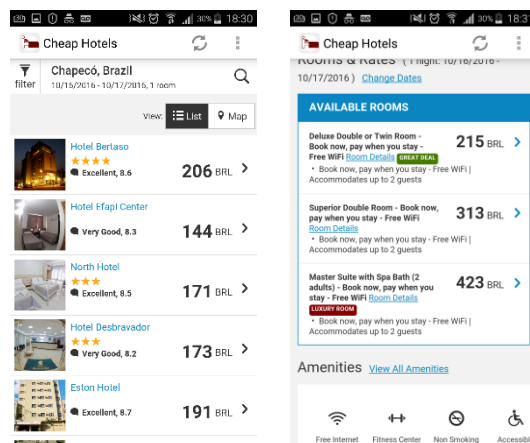 30% 18:30
Cheap Hotels
filter
Chapecó, Brazil
10/16/2016 - 10/17/2016, 1 room
View: List Map
Hotel Bertaso
Excellent, 8.6
206 BRL
Hotel Efapi Center
Very Good, 8.3
144 BRL
North Hotel
Excellent, 8.5
171 BRL
Hotel Desbravador
Very Good, 8.2
173 BRL
Eston Hotel
Excellent, 8.7
191 BRL
30% 18:3
Cheap Hotels
Rooms & Rates ( 1 night: 10/16/2016 -
10/17/2016 ) Change Dates
AVAILABLE ROOMS
Deluxe Double or Twin Room -
Book now, pay when you stay -
Free WiFi Room Details GREAT DEAL
215 BRL
• Book now, pay when you stay - Free WiFi |
Accommodates up to 2 guests
Superior Double Room - Book now,
pay when you stay - Free WiFi
Room Details
313 BRL
• Book now, pay when you stay - Free WiFi |
Accommodates up to 2 guests
Master Suite with Spa Bath (2
adults) - Book now, pay when you
stay - Free WiFi Room Details
LUXURY ROOM
423 BRL
• Book now, pay when you stay - Free WiFi |
Accommodates up to 2 guests
Amenities View All Amenities
Free Internet Fitness Center Non Smoking Accessib